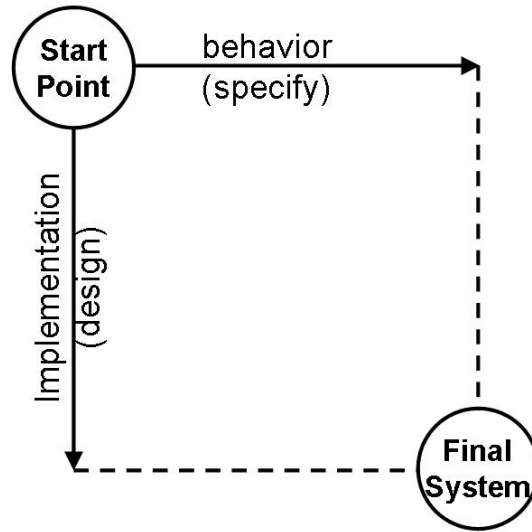 Start
Point
behavior
(specify)
Implementation
(design)
Final
System